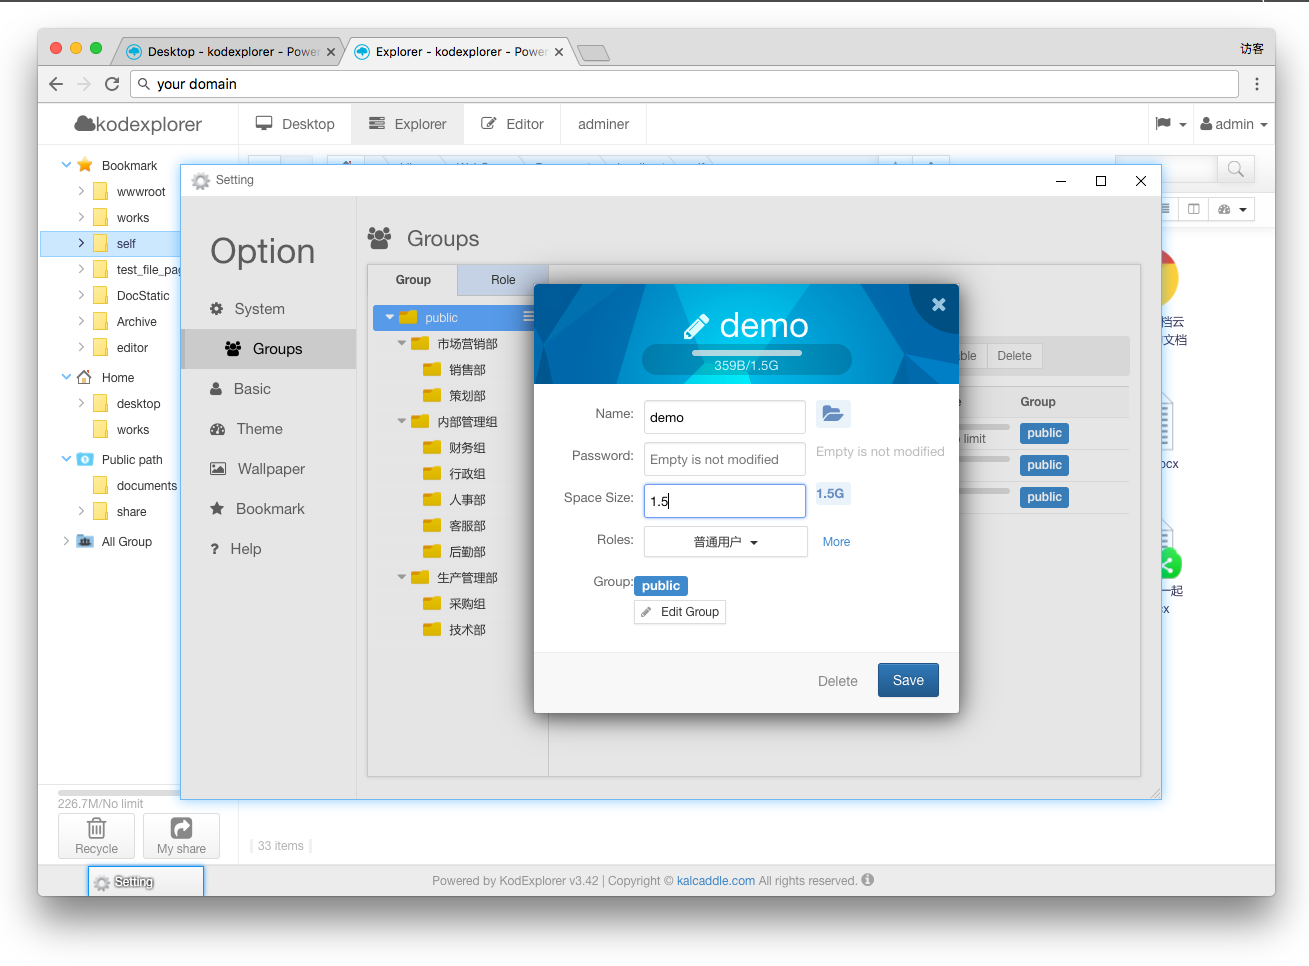 Desktop - kodexplorer - Power
Explorer - kodexplorer - Power
访客
your domain
kodexplorer
Desktop
Explorer
Editor
adminer
admin
Bookmark
wwwroot
works
self
test_file_pag
DocStatic
Archive
editor
Home
desktop
works
Public path
documents
share
All Group
226.7M/No limit
Recycle
My share
33 items
Setting
Option
System
Groups
Basic
Theme
Wallpaper
Bookmark
Help
Groups
Group
Role
public
市场营销部
销售部
策划部
内部管理组
财务组
行政组
人事部
客服部
后勤部
生产管理部
采购组
技术部
Delete
Group
limit
public
public
public
demo
359B/1.5G
Name:
demo
Password:
Empty is not modified
Empty is not modified
Space Size:
1.5
1.5G
Roles:
普通用户
More
Group:
public
Edit Group
Delete
Save
档云
文档
一起
Setting
Powered by KodExplorer v3.42 | Copyright © kalcaddle.com All rights reserved.